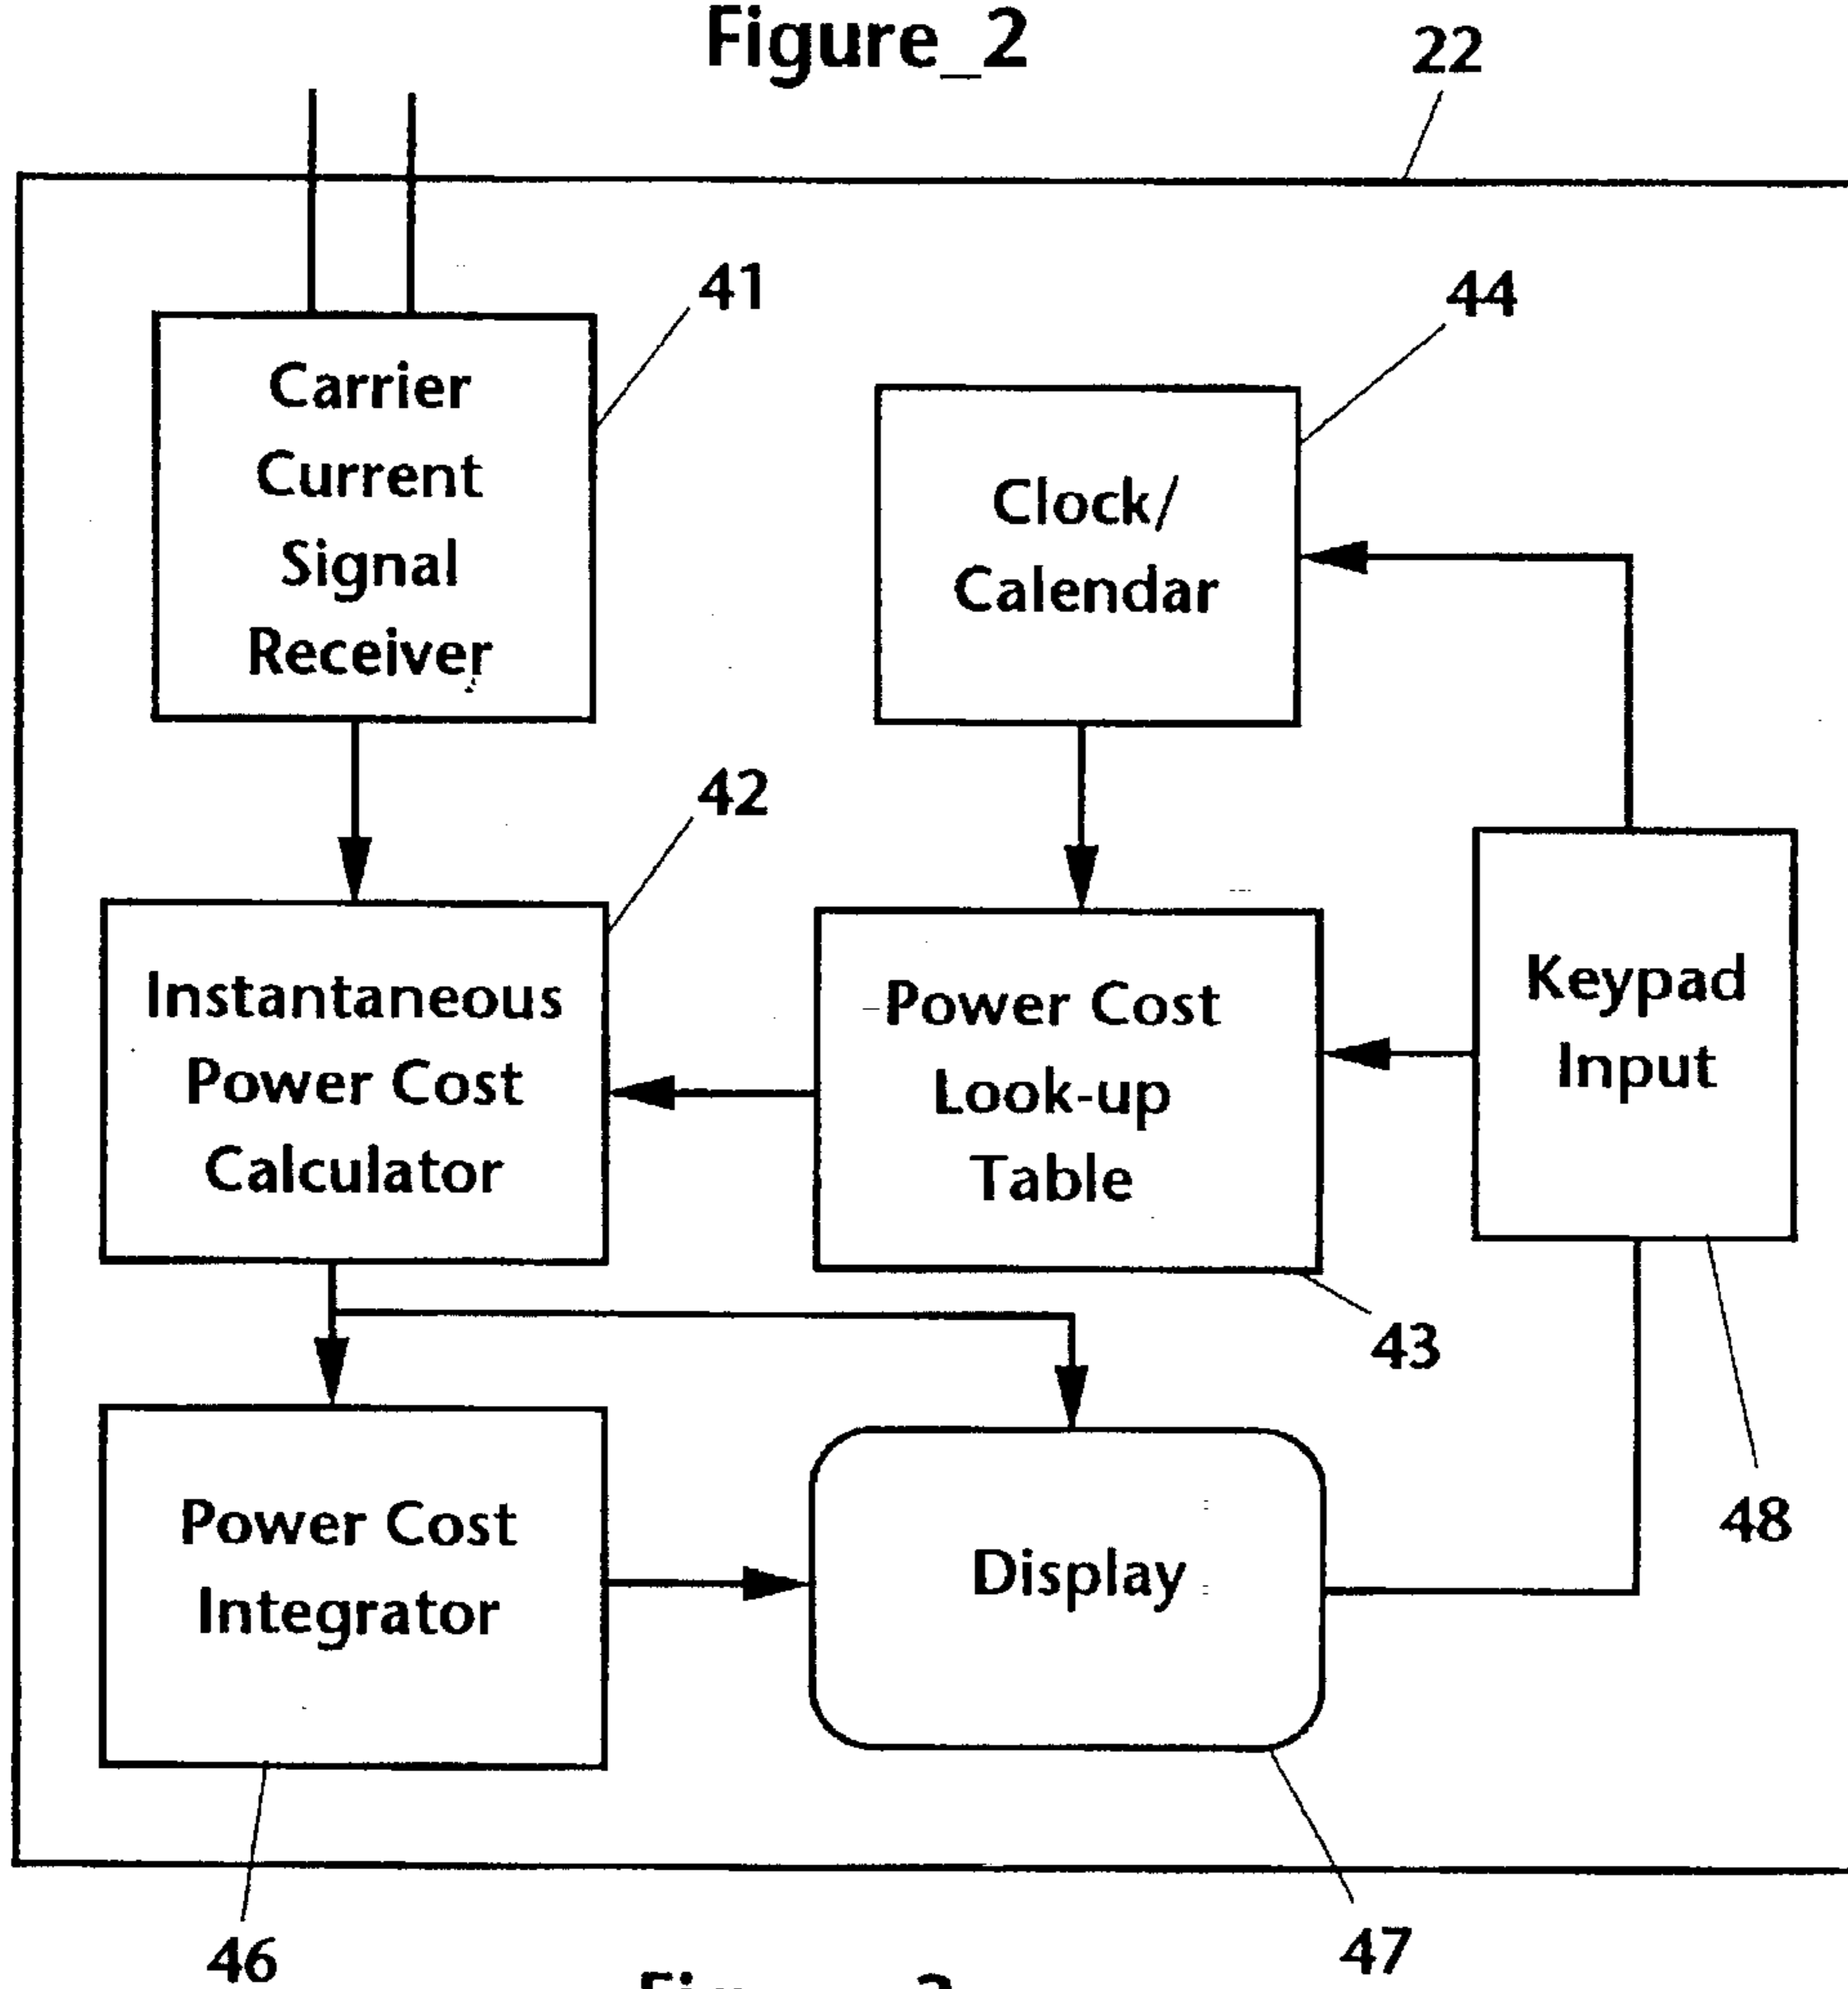 Figure_2
22
41
Carrier
Current
Signal
Receiver
44
Clock/
Calendar
42
Instantaneous
Power Cost
Calculator
Power Cost
Look-up
Table
43
Keypad
Input
48
Power Cost
Integrator
46
Display
47